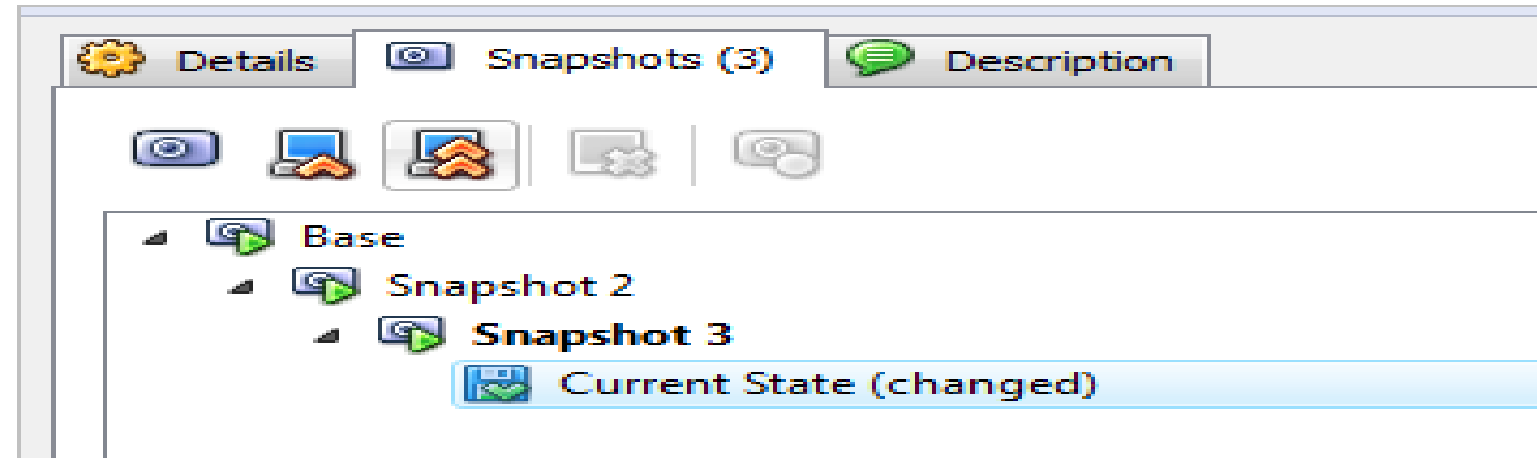 Details Snapshots (3) Description
Base
Snapshot 2
Snapshot 3
Current State (changed)